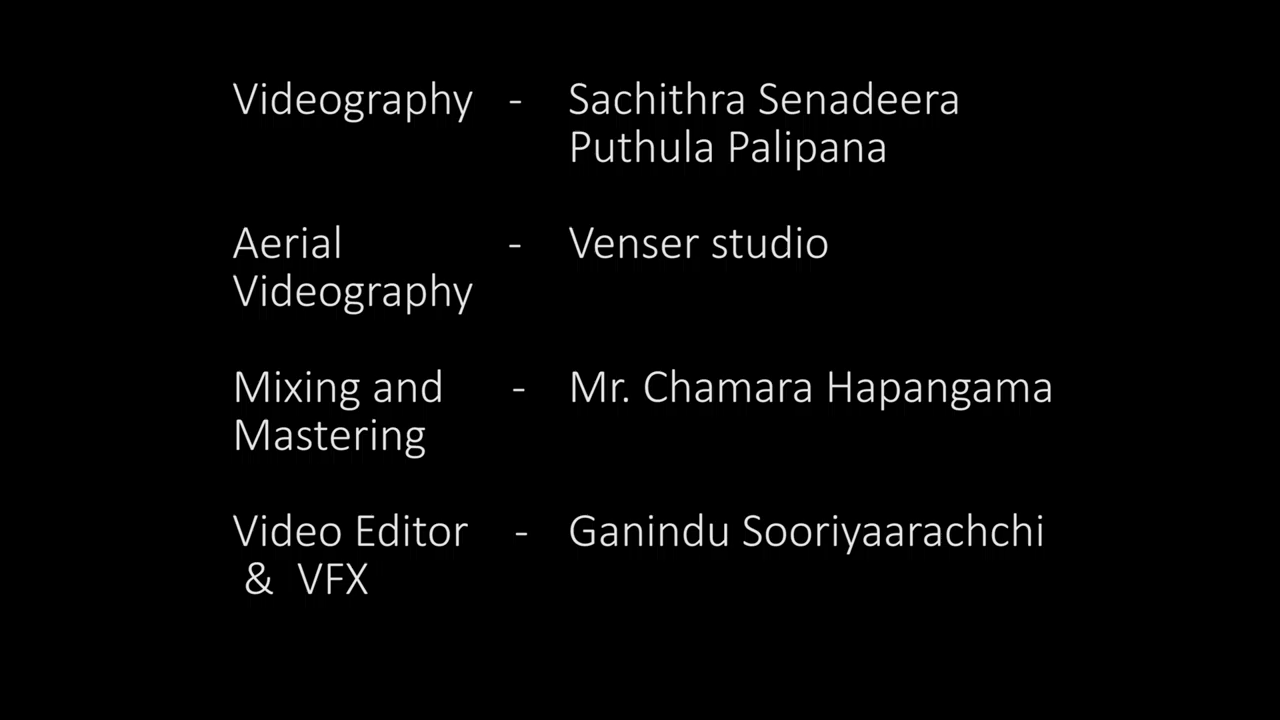 Videography - Sachithra Senadeera
Puthula Palipana
Aerial - Venser studio
Videography
Mixing and - Mr. Chamara Hapangama
Mastering
Video Editor - Ganindu Sooriyaarachchi
& VFX